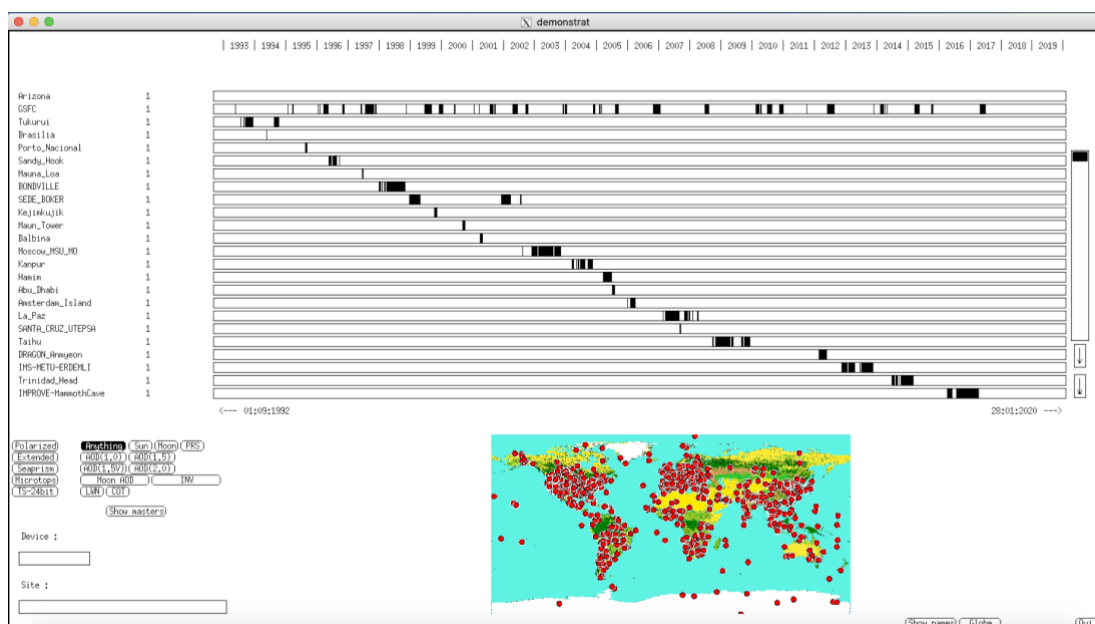 demonstrat
| 1993 | 1994 | 1995 | 1996 | 1997 | 1998 | 1999 | 2000 | 2001 | 2002 | 2003 | 2004 | 2005 | 2006 | 2007 | 2008 | 2009 | 2010 | 2011 | 2012 | 2013 | 2014 | 2015 | 2016 | 2017 | 2018 | 2019 |
Arizona 1
GSFC 1
Tukurui 1
Brasilia 1
Porto_Nacional 1
Sandy_Hook 1
Mauna_Loa 1
BONDVILLE 1
SEDE_BOKER 1
Kejimkujik 1
Maun_Tower 1
Balbina 1
Moscow_MSU_MO 1
Kanpur 1
Hamim 1
Abu_Dhabi 1
Amsterdam_Island 1
La_Paz 1
SANTA_CRUZ_UTEPSA 1
Taihu 1
DRAGON_Anmyeon 1
IMS-METU-ERDEMLI 1
Trinidad_Head 1
IMPROVE-MammothCave 1
<--- 01:09:1992 28:01:2020 --->
Polarized Anything Sun Moon PRS
Extended AOD(1,0) AOD(1,5)
Seaprism AOD(1,5V) AOD(2,0)
Microtops Moon AOD INV
TS-24bit LWN COT
Show masters
Device :
Site :
Show names Globe